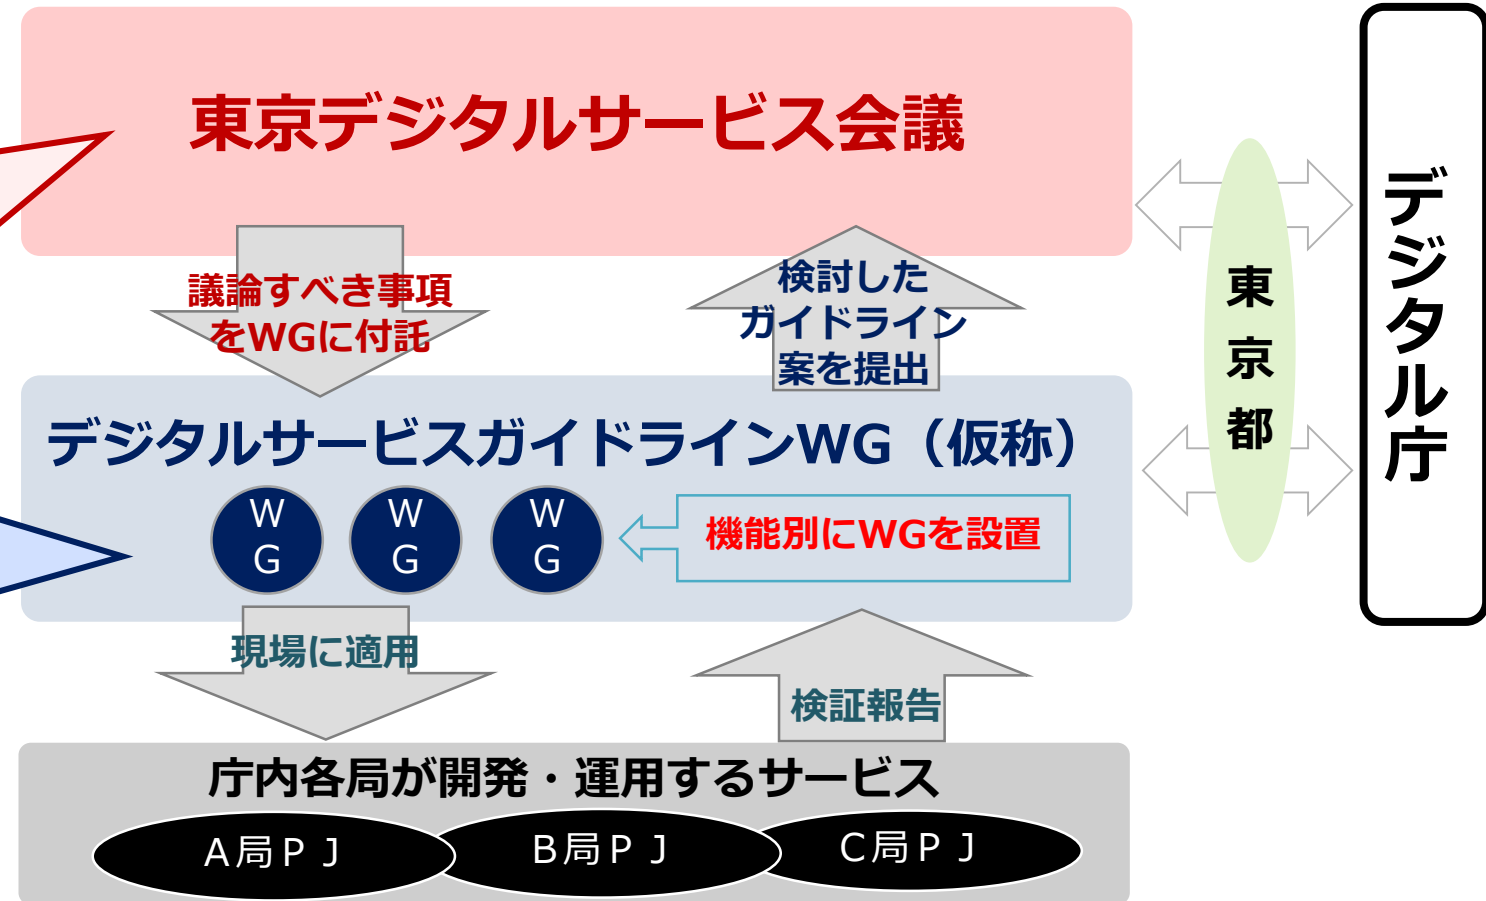 東京デジタルサービス会議
議論すべき事項
をWGに付託
検討した
ガイドライン
案を提出
デジタルサービスガイドラインWG（仮称）
W
G
W
G
W
G
機能別にWGを設置
現場に適用
検証報告
庁内各局が開発・運用するサービス
A局ＰＪ
B局ＰＪ
C局ＰＪ
東京都
デジタル庁